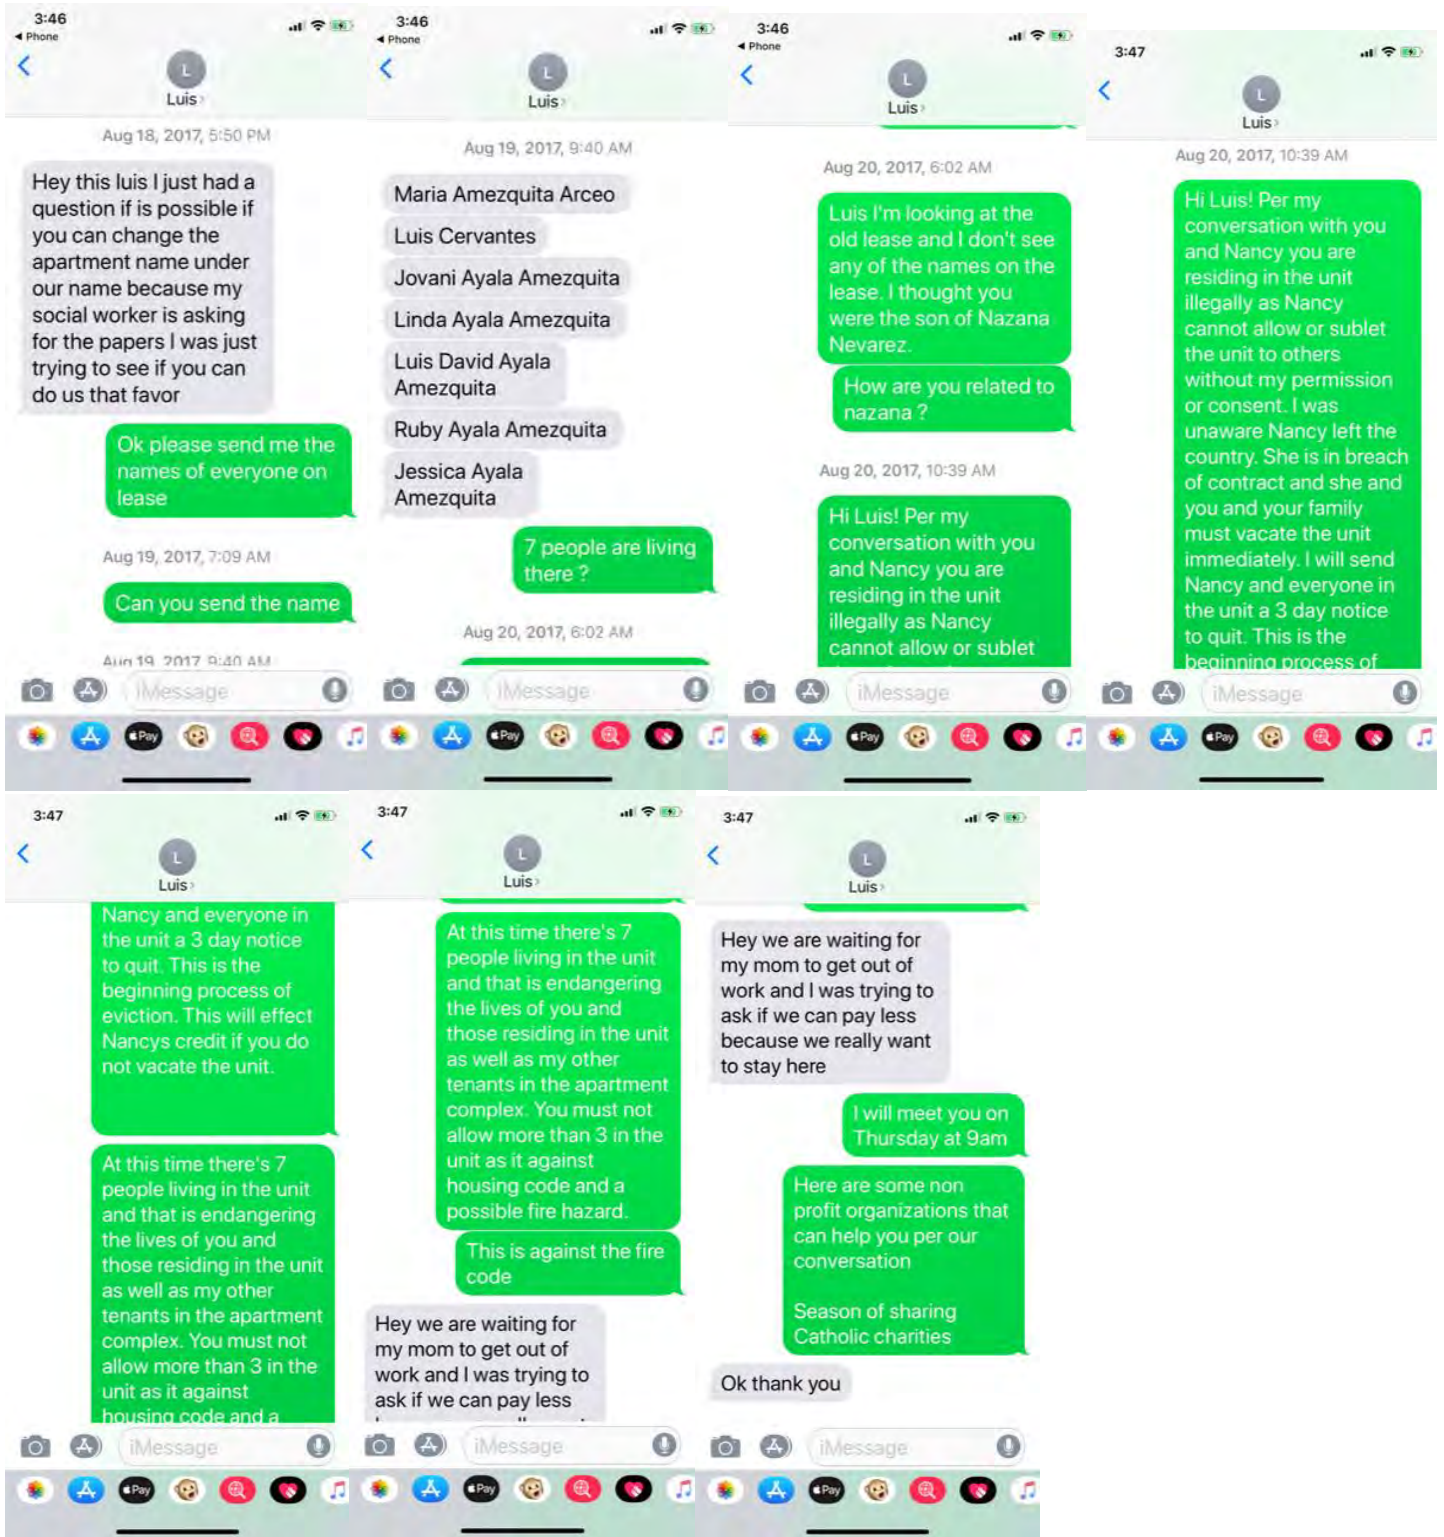 3:46
Phone
L
Luis
Aug 18, 2017, 5:50 PM
Hey this luis I just had a
question if is possible if
you can change the
apartment name under
our name because my
social worker is asking
for the papers I was just
trying to see if you can
do us that favor
Ok please send me the
names of everyone on
lease
Aug 19, 2017, 7:09 AM
Can you send the name
Aug 19, 2017, 9:40 AM
iMessage
Pay
3:46
Phone
L
Luis
Aug 19, 2017, 9:40 AM
Maria Amezquita Arceo
Luis Cervantes
Jovani Ayala Amezquita
Linda Ayala Amezquita
Luis David Ayala
Amezquita
Ruby Ayala Amezquita
Jessica Ayala
Amezquita
7 people are living
there ?
Aug 20, 2017, 6:02 AM
iMessage
Pay
3:46
Phone
L
Luis
Aug 20, 2017, 6:02 AM
Luis I'm looking at the
old lease and I don't see
any of the names on the
lease. I thought you
were the son of Nazana
Nevarez.
How are you related to
nazana ?
Aug 20, 2017, 10:39 AM
Hi Luis! Per my
conversation with you
and Nancy you are
residing in the unit
illegally as Nancy
cannot allow or sublet
iMessage
Pay
3:47
L
Luis
Aug 20, 2017, 10:39 AM
Hi Luis! Per my
conversation with you
and Nancy you are
residing in the unit
illegally as Nancy
cannot allow or sublet
the unit to others
without my permission
or consent. I was
unaware Nancy left the
country. She is in breach
of contract and she and
you and your family
must vacate the unit
immediately. I will send
Nancy and everyone in
the unit a 3 day notice
to quit. This is the
beginning process of
iMessage
Pay
3:47
L
Luis
Nancy and everyone in
the unit a 3 day notice
to quit. This is the
beginning process of
eviction. This will effect
Nancys credit if you do
not vacate the unit.
At this time there's 7
people living in the unit
and that is endangering
the lives of you and
those residing in the unit
as well as my other
tenants in the apartment
complex. You must not
allow more than 3 in the
unit as it against
housing code and a
iMessage
Pay
3:47
L
Luis
At this time there's 7
people living in the unit
and that is endangering
the lives of you and
those residing in the unit
as well as my other
tenants in the apartment
complex. You must not
allow more than 3 in the
unit as it against
housing code and a
possible fire hazard.
This is against the fire
code
Hey we are waiting for
my mom to get out of
work and I was trying to
ask if we can pay less
iMessage
Pay
3:47
L
Luis
Hey we are waiting for
my mom to get out of
work and I was trying to
ask if we can pay less
because we really want
to stay here
I will meet you on
Thursday at 9am
Here are some non
profit organizations that
can help you per our
conversation
Season of sharing
Catholic charities
Ok thank you
iMessage
Pay